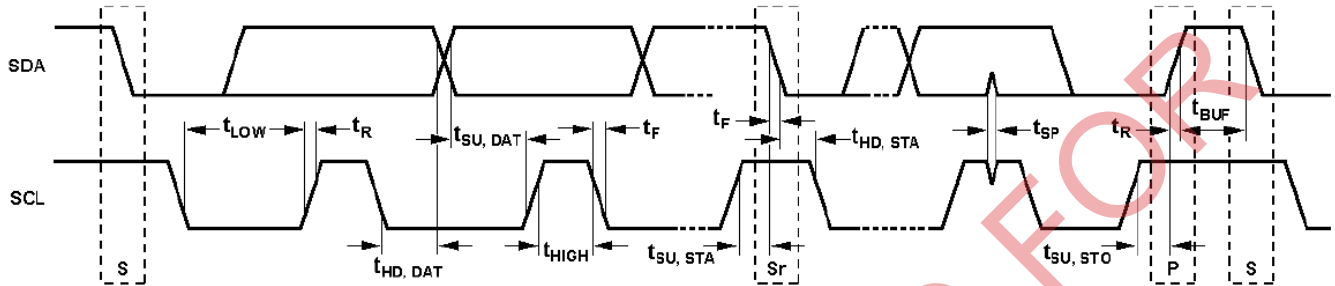 SDA
tLOW
tR
tSU, DAT
tF
tF
tHD, STA
tSP
tR
tBUF
SCL
tHD, DAT
tHIGH
tSU, STA
tSU, STO
S
Sr
P
S
FOR